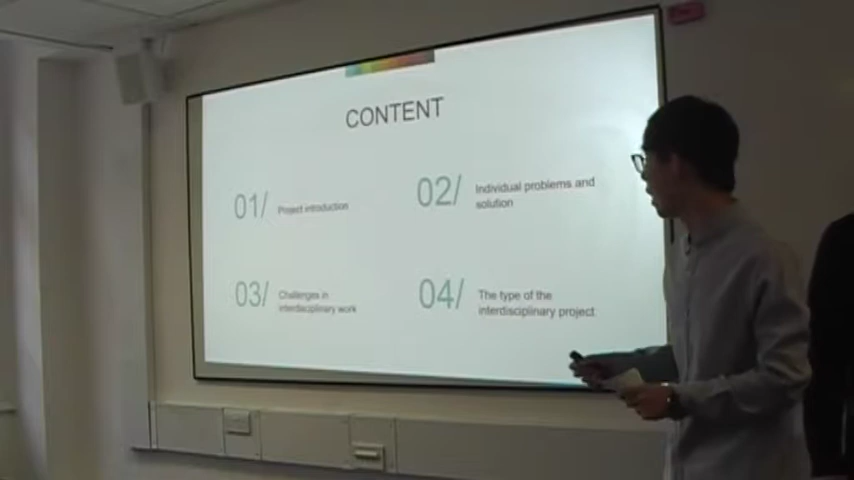 CONTENT
01/ Project introduction
02/ Individual problems and
solution
03/ Challenges in
interdisciplinary work
04/ The type of the
interdisciplinary project